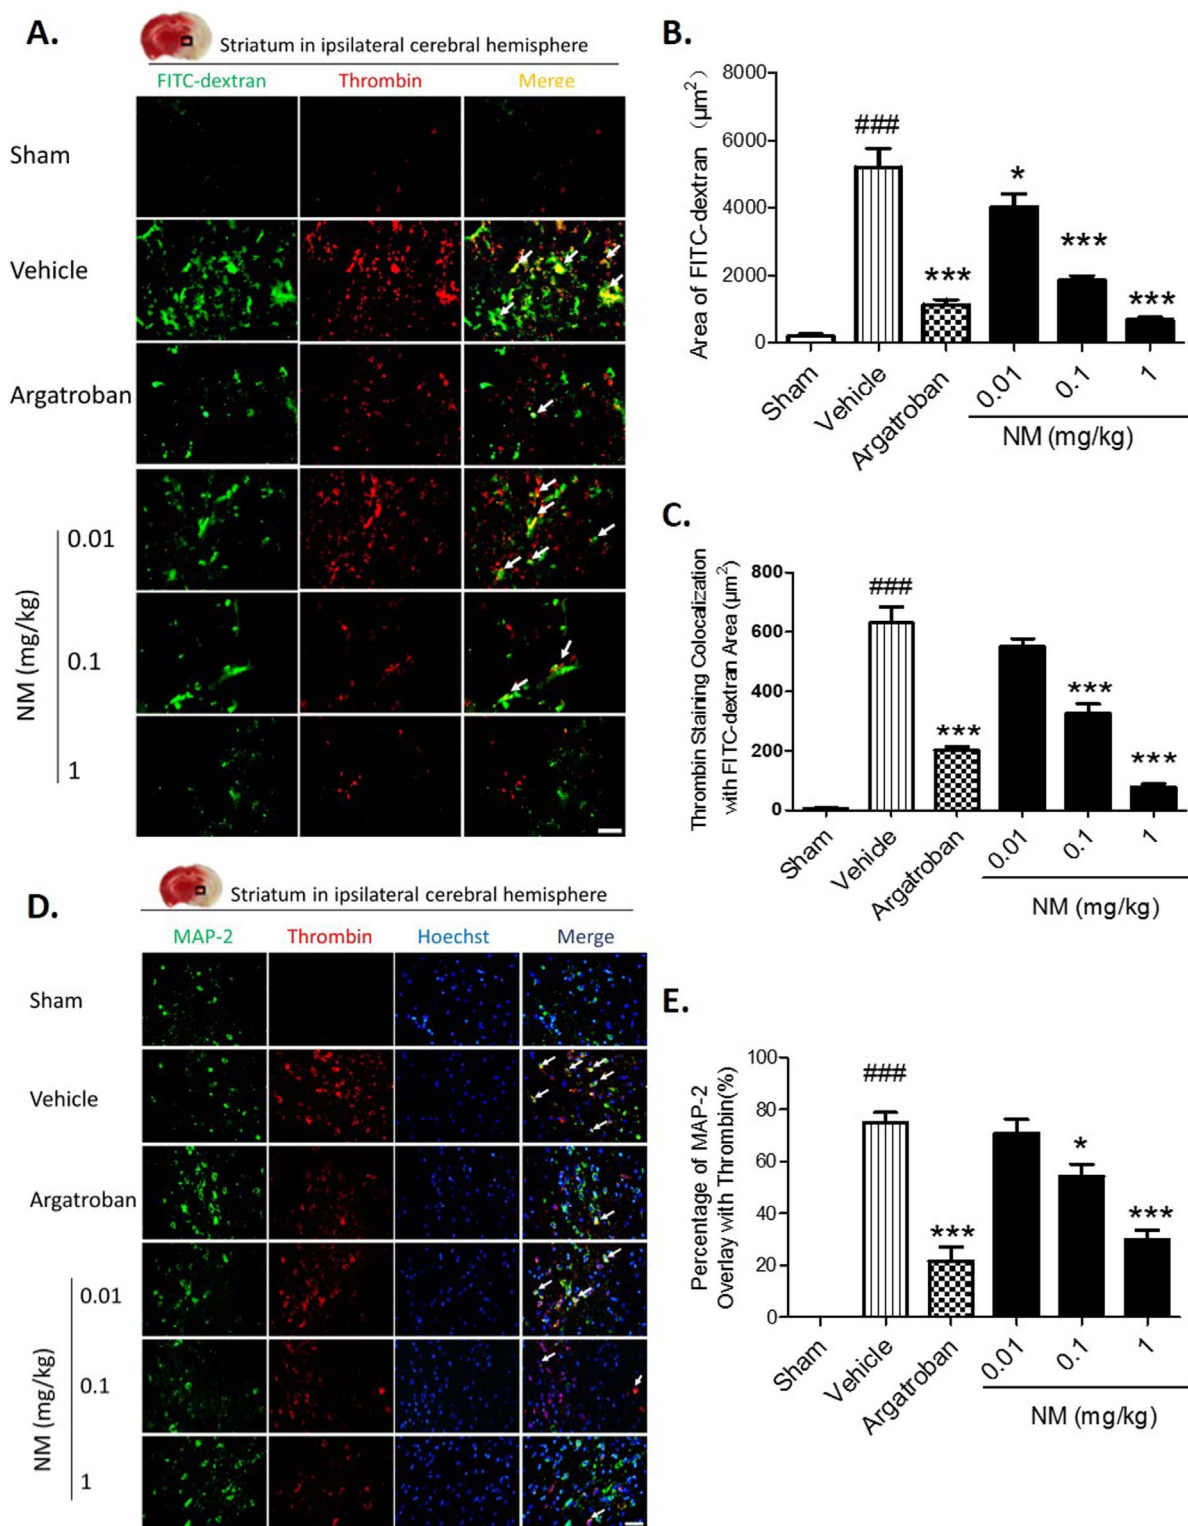 A.
Striatum in ipsilateral cerebral hemisphere
FITC-dextran Thrombin Merge
Sham
Vehicle
Argatroban
0.01
0.1
1
NM (mg/kg)
B.
Area of FITC-dextran (μm²)
8000
6000
4000
2000
0
###
***
*
***
***
Sham
Vehicle
Argatroban
0.01
0.1
1
NM (mg/kg)
C.
Thrombin Staining Colocalization
with FITC-dextran Area (μm²)
800
600
400
200
0
###
***
***
***
Sham
Vehicle
Argatroban
0.01
0.1
1
NM (mg/kg)
D.
Striatum in ipsilateral cerebral hemisphere
MAP-2 Thrombin Hoechst Merge
Sham
Vehicle
Argatroban
0.01
0.1
1
NM (mg/kg)
E.
Percentage of MAP-2
Overlay with Thrombin(%)
100
80
60
40
20
0
###
***
*
***
Sham
Vehicle
Argatroban
0.01
0.1
1
NM (mg/kg)